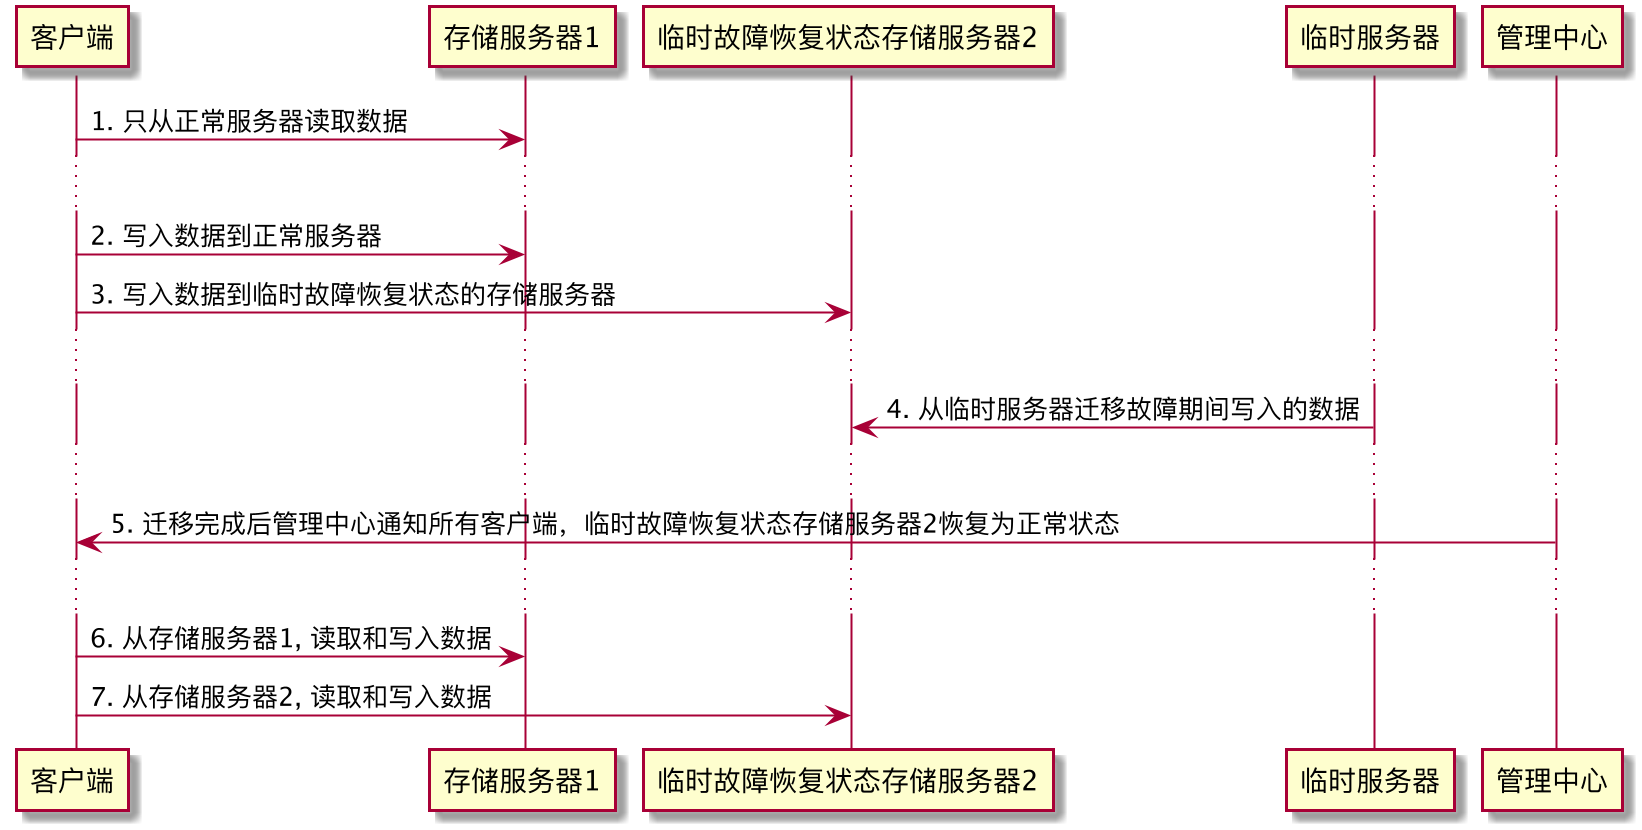 客户端
存储服务器1
临时故障恢复状态存储服务器2
临时服务器
管理中心
1. 只从正常服务器读取数据
2. 写入数据到正常服务器
3. 写入数据到临时故障恢复状态的存储服务器
4. 从临时服务器迁移故障期间写入的数据
5. 迁移完成后管理中心通知所有客户端，临时故障恢复状态存储服务器2恢复为正常状态
6. 从存储服务器1, 读取和写入数据
7. 从存储服务器2, 读取和写入数据
客户端
存储服务器1
临时故障恢复状态存储服务器2
临时服务器
管理中心